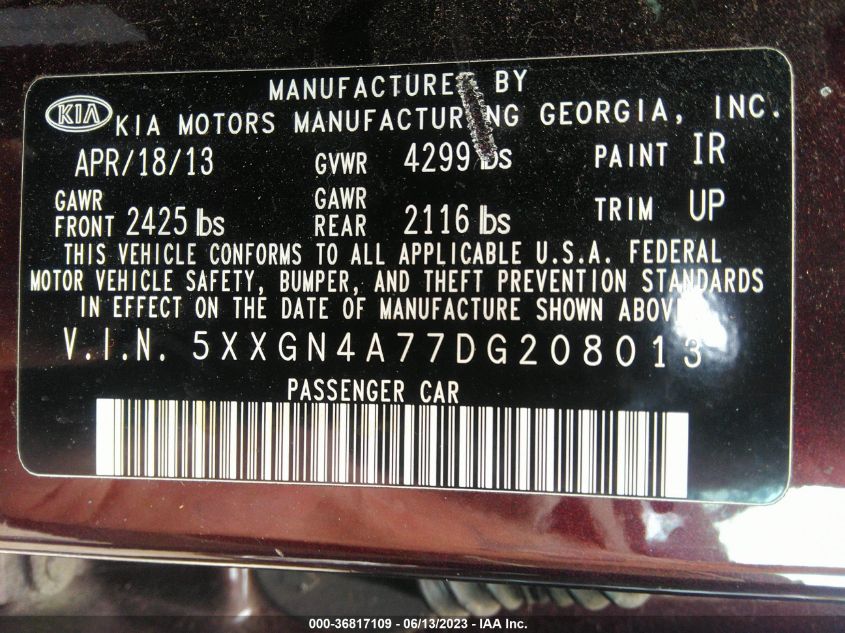 MANUFACTURED BY
KIA KIA MOTORS MANUFACTURING GEORGIA, INC.
APR/18/13 GVWR 4299 lbs PAINT IR
GAWR FRONT 2425 lbs GAWR REAR 2116 lbs TRIM UP
THIS VEHICLE CONFORMS TO ALL APPLICABLE U.S.A. FEDERAL
MOTOR VEHICLE SAFETY, BUMPER, AND THEFT PREVENTION STANDARDS
IN EFFECT ON THE DATE OF MANUFACTURE SHOWN ABOVE.
V.I.N. 5XXGN4A77DG208013
PASSENGER CAR
000-36817109 - 06/13/2023 - IAA Inc.